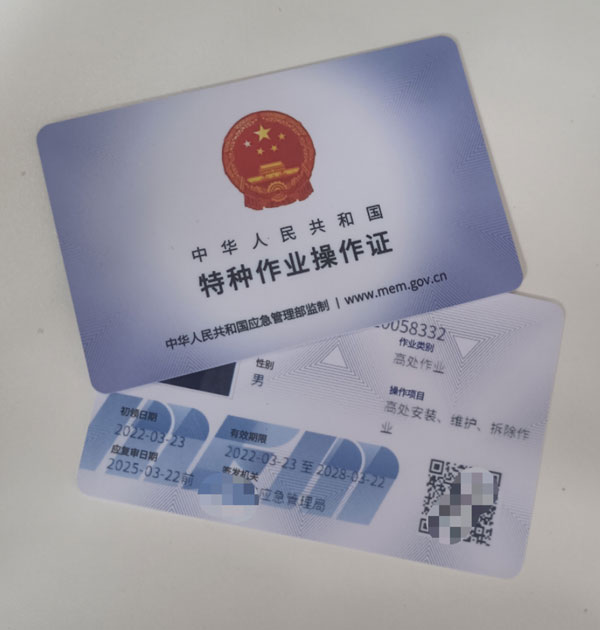 中华人民共和国
特种作业操作证
中华人民共和国应急管理部监制 | www.mem.gov.cn
0058332
作业类别
高处作业
性别
男
操作项目
高处安装、维护、拆除作
业
初领日期
2022-03-23
有效期限
2022-03-23 至 2028-03-22
应复审日期
2025-03-22前
签发机关
应急管理局